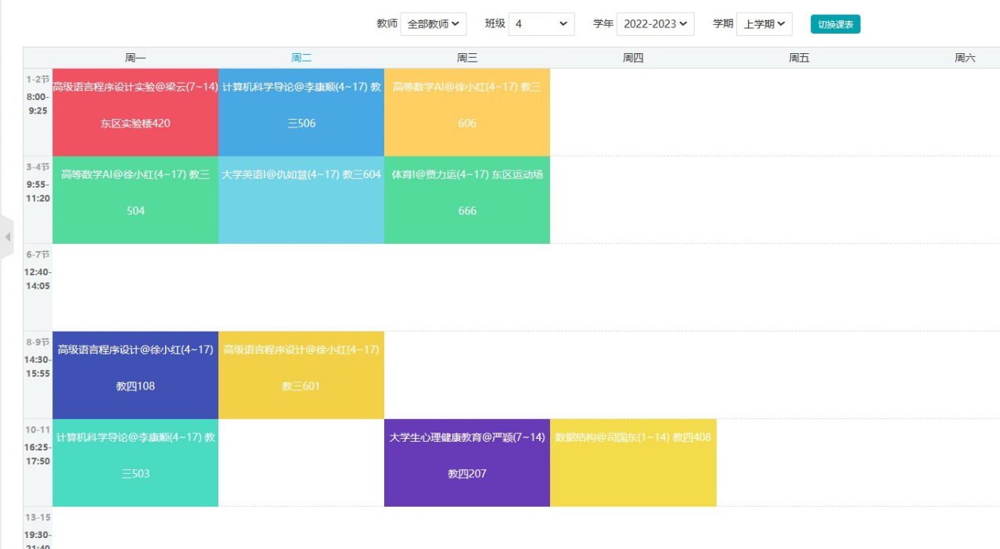 教师 全部教师 班级 4 学年 2022-2023 学期 上学期 切换课表
周一 周二 周三 周四 周五 周六
1-2节
8:00-
9:25
高级语言程序设计实验@梁云(7~14)
东区实验楼420
计算机科学导论@李康顺(4~17) 教
三506
高等数学AI@徐小红(4~17) 教三
606
3-4节
9:55-
11:20
高等数学AI@徐小红(4~17) 教三
504
大学英语I@仇如慧(4~17) 教三604
体育I@贾力运(4~17) 东区运动场
666
6-7节
12:40-
14:05
8-9节
14:30-
15:55
高级语言程序设计@徐小红(4~17)
教四108
高级语言程序设计@徐小红(4~17)
教三601
10-11
16:25-
17:50
计算机科学导论@李康顺(4~17) 教
三503
大学生心理健康教育@严颖(7~14)
教四207
数据结构@司国东(1~14) 教四408
13-15
19:30-
21:40